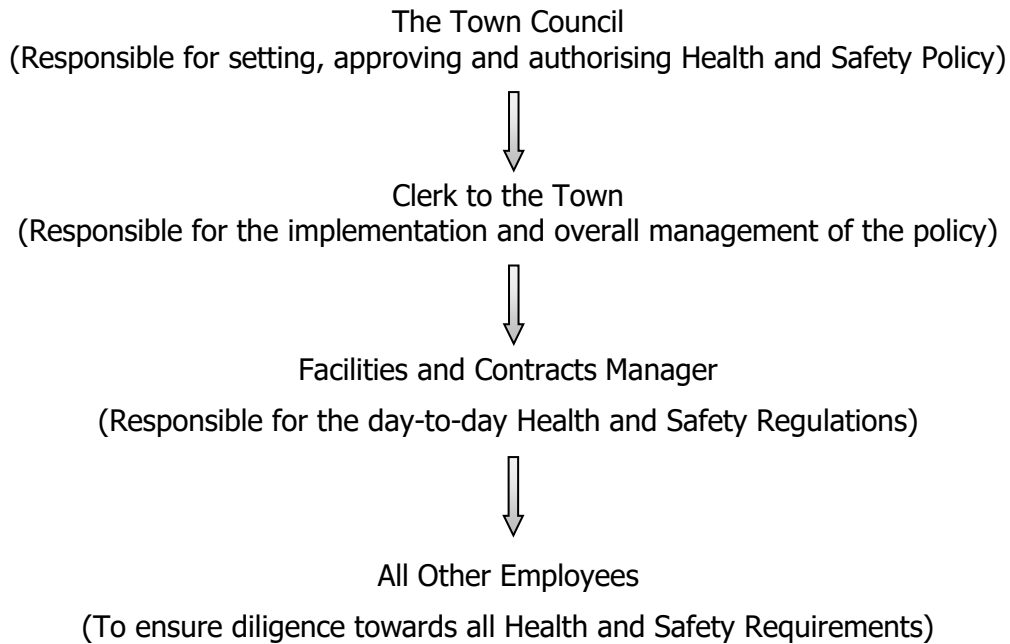 The Town Council
(Responsible for setting, approving and authorising Health and Safety Policy)
Clerk to the Town
(Responsible for the implementation and overall management of the policy)
Facilities and Contracts Manager
(Responsible for the day-to-day Health and Safety Regulations)
All Other Employees
(To ensure diligence towards all Health and Safety Requirements)